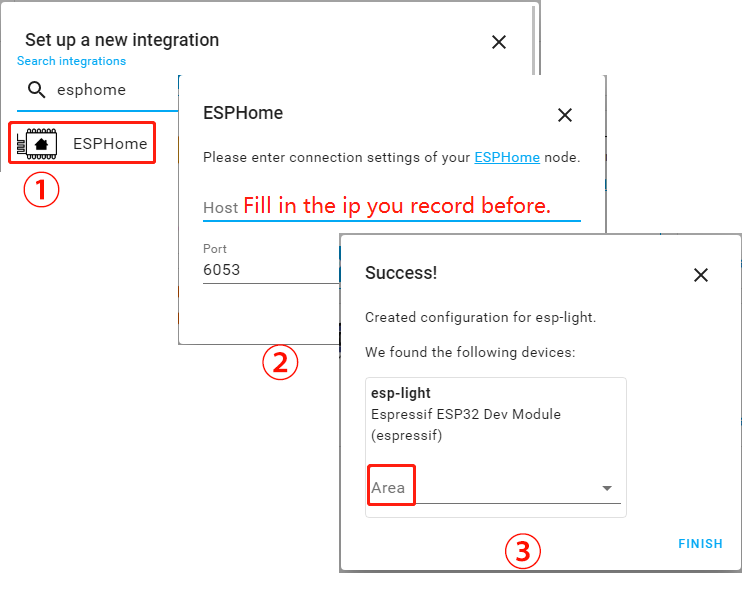 Set up a new integration
Search integrations
esphome
ESPHome
1
ESPHome
Please enter connection settings of your ESPHome node.
Host Fill in the ip you record before.
Port
6053
2
Success!
Created configuration for esp-light.
We found the following devices:
esp-light
Espressif ESP32 Dev Module
(espressif)
Area
FINISH
3